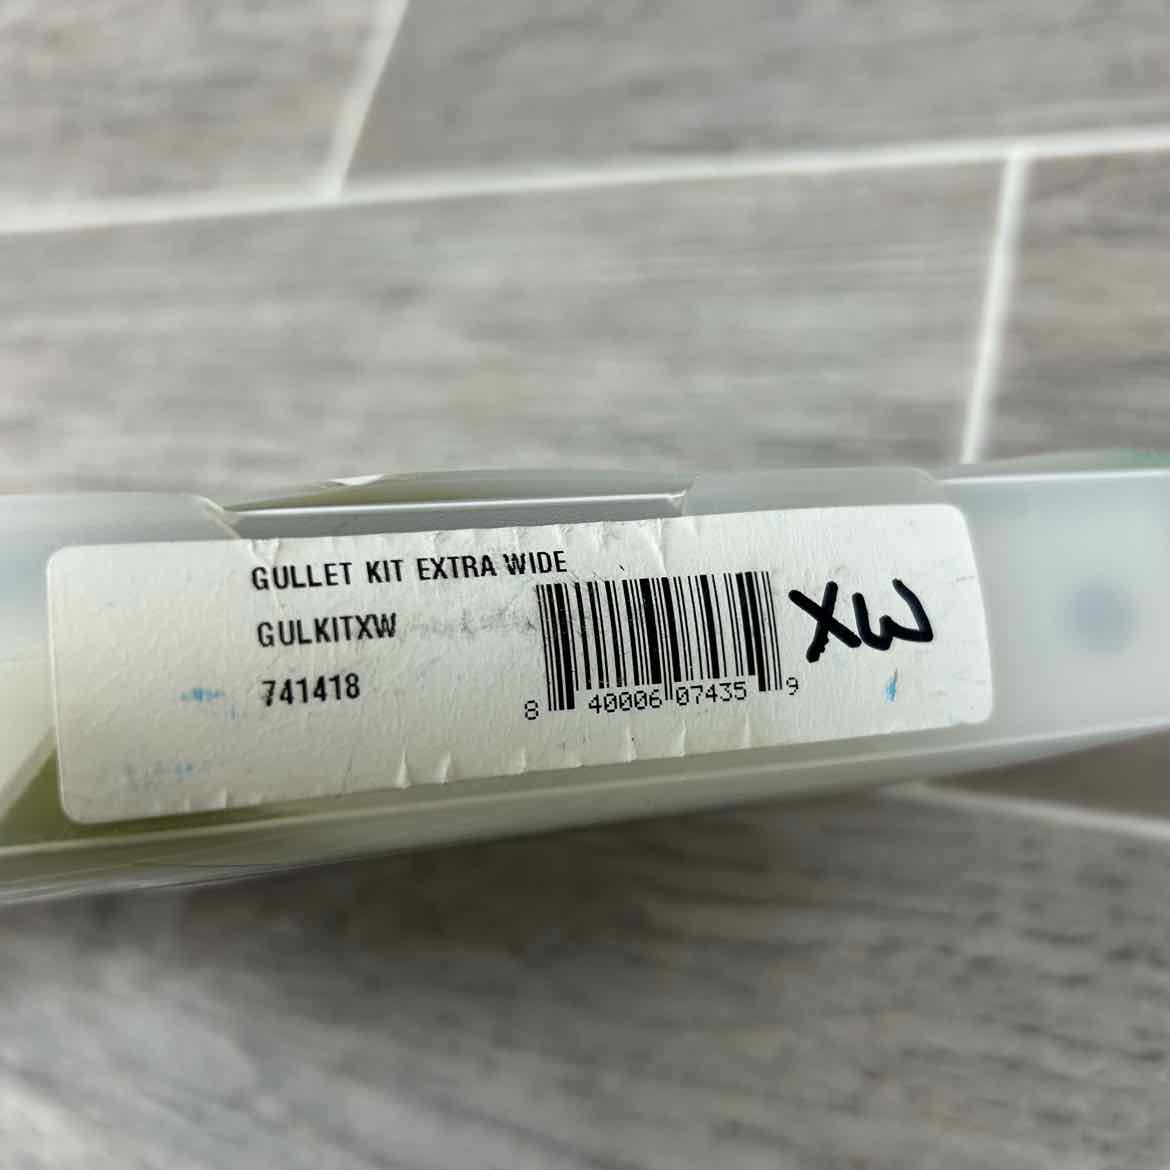 GULLET KIT EXTRA WIDE
GULKITXW
741418
8 40006 07435 9
XW